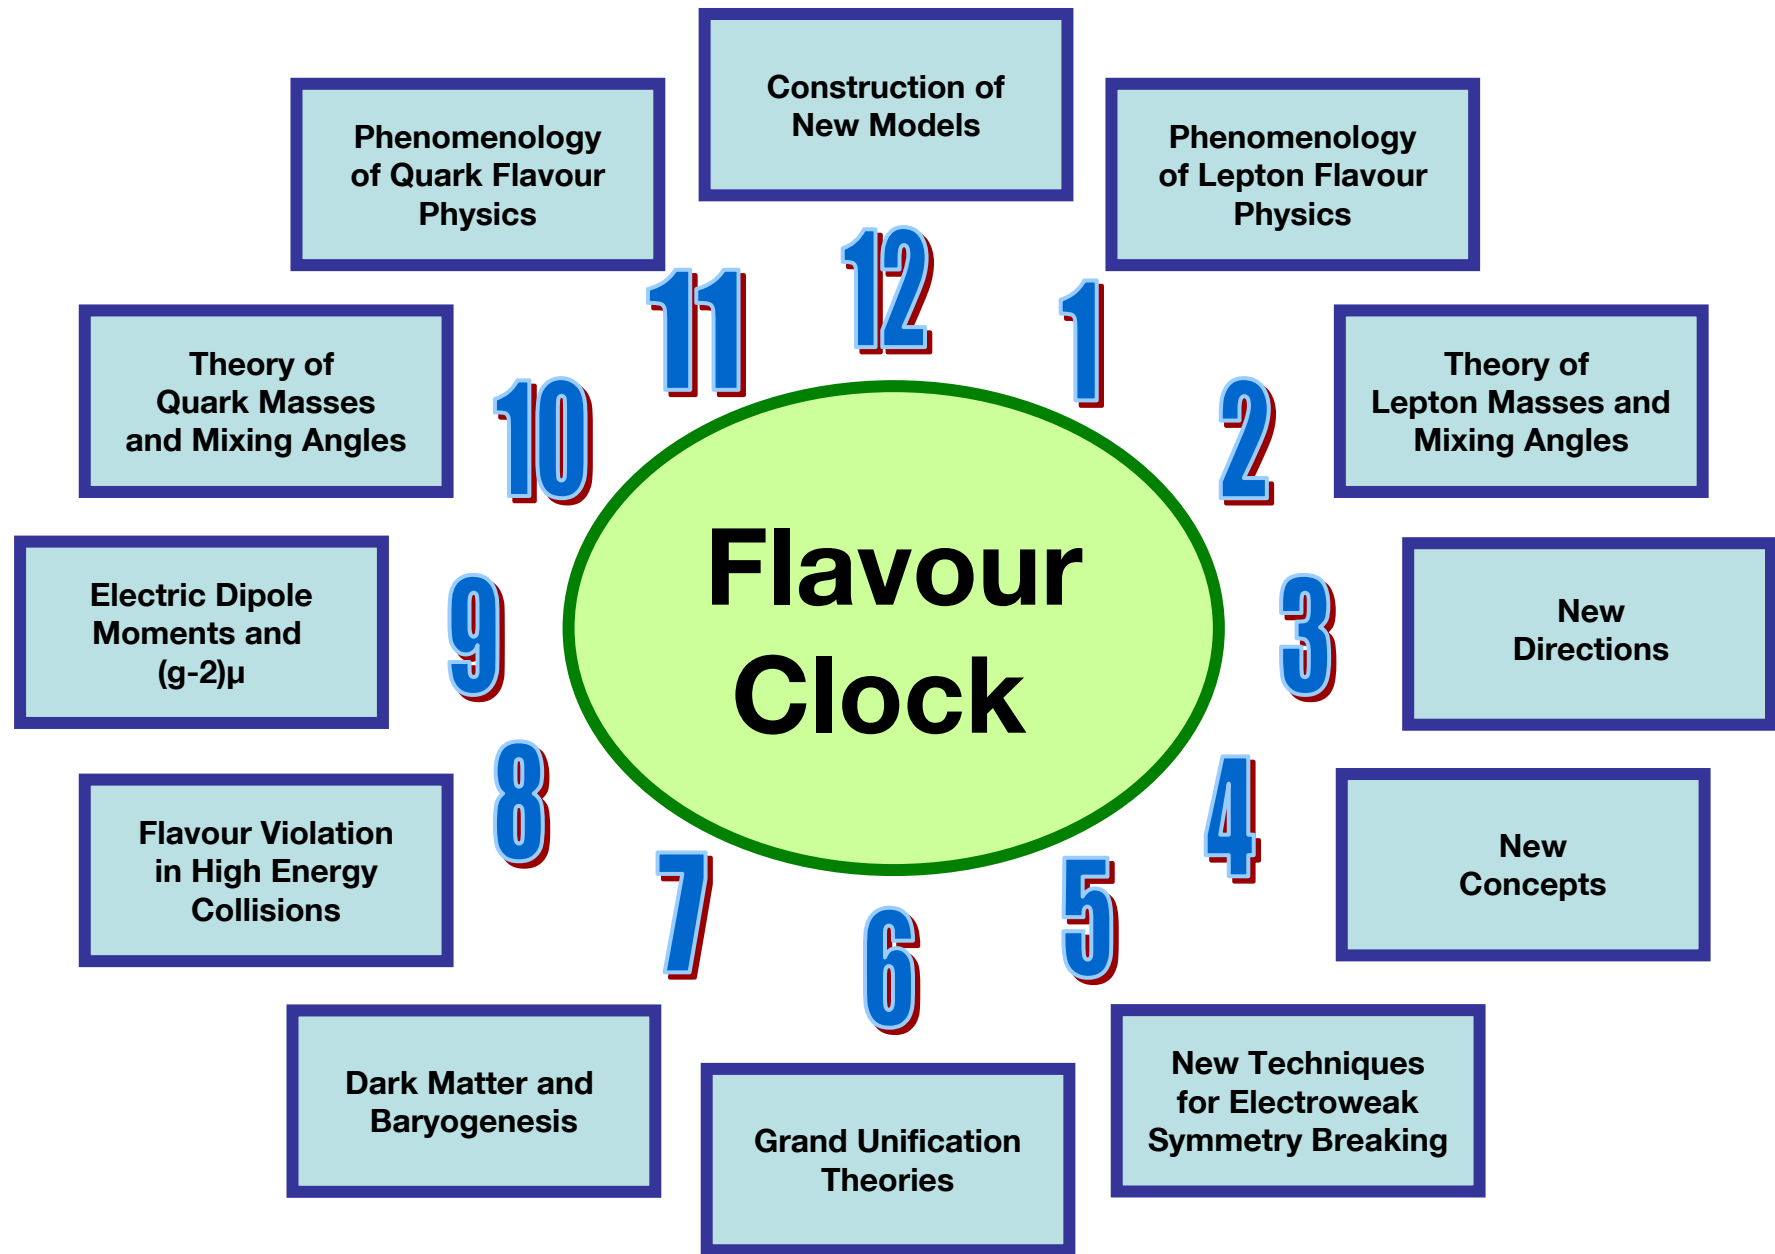 Construction of
New Models
12
Phenomenology
of Lepton Flavour
Physics
1
Theory of
Lepton Masses and
Mixing Angles
2
New
Directions
3
New
Concepts
4
New Techniques
for Electroweak
Symmetry Breaking
5
Grand Unification
Theories
6
Dark Matter and
Baryogenesis
7
Flavour Violation
in High Energy
Collisions
8
Electric Dipole
Moments and
(g-2)μ
9
Theory of
Quark Masses
and Mixing Angles
10
Phenomenology
of Quark Flavour
Physics
11
Flavour
Clock